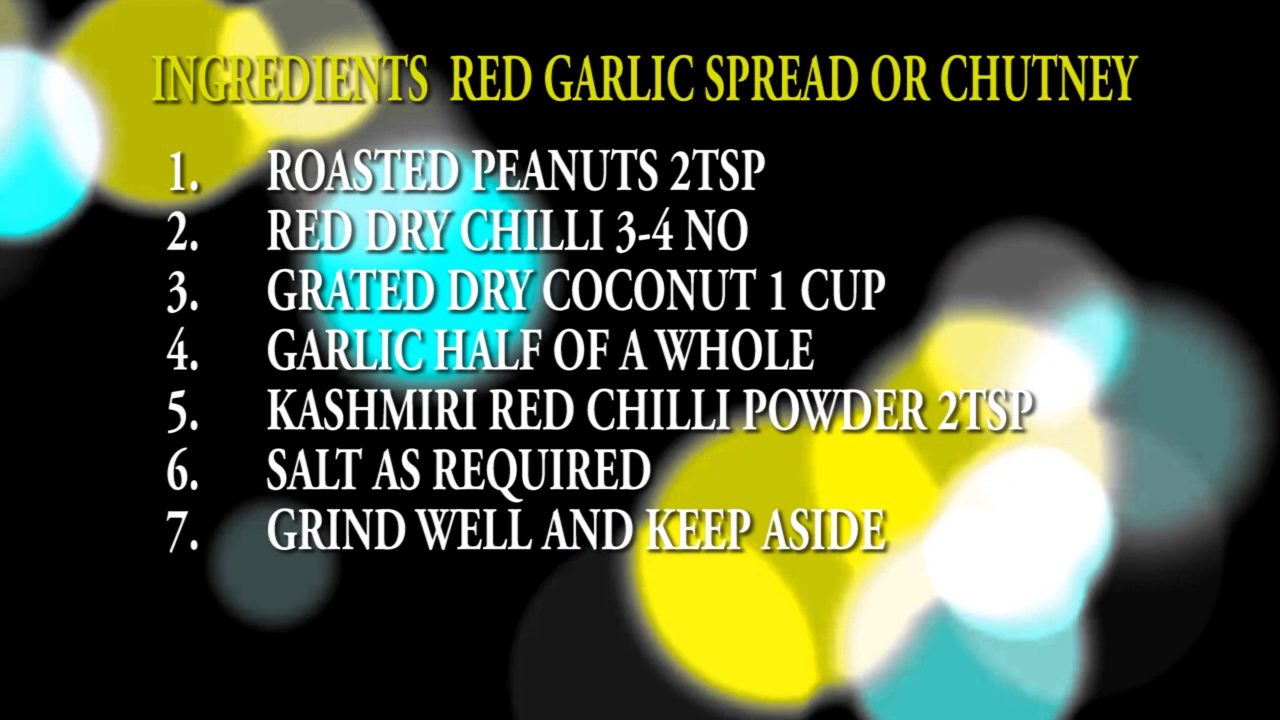 INGREDIENTS RED GARLIC SPREAD OR CHUTNEY
1. ROASTED PEANUTS 2TSP
2. RED DRY CHILLI 3-4 NO
3. GRATED DRY COCONUT 1 CUP
4. GARLIC HALF OF A WHOLE
5. KASHMIRI RED CHILLI POWDER 2TSP
6. SALT AS REQUIRED
7. GRIND WELL AND KEEP ASIDE